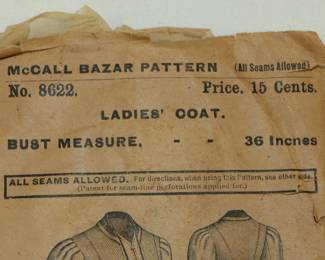 McCALL BAZAR PATTERN (All Seams Allowed)
No. 8622. Price. 15 Cents.
LADIES' COAT.
BUST MEASURE, - - 36 Inches
ALL SEAMS ALLOWED. For directions, when using this Pattern, see other side.
(Patent for seam-line perforations applied for.)